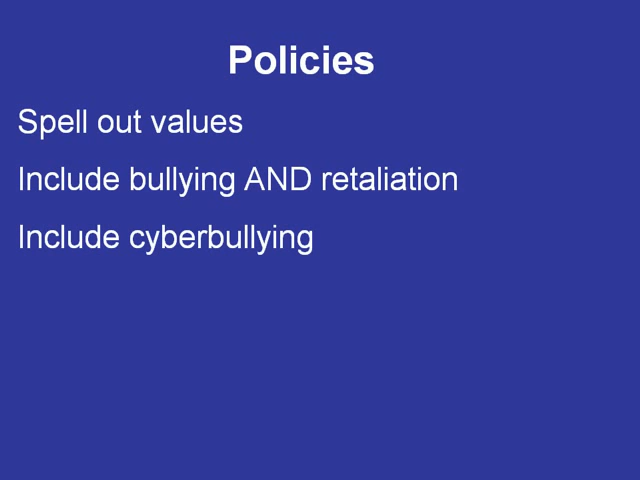 Policies
Spell out values
Include bullying AND retaliation
Include cyberbullying